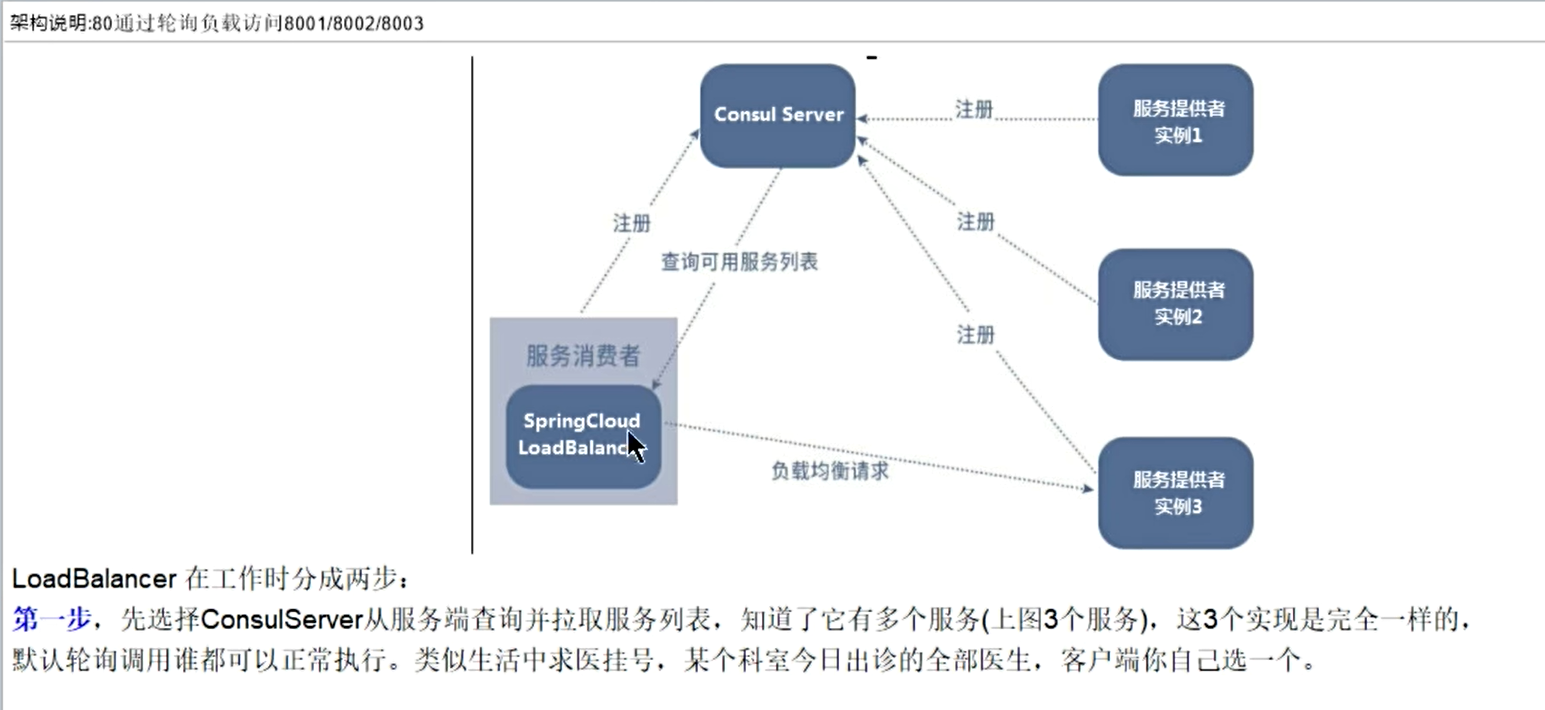 架构说明:80通过轮询负载访问8001/8002/8003
Consul Server
注册
服务提供者
实例1
注册
注册
查询可用服务列表
服务提供者
实例2
注册
服务消费者
SpringCloud
LoadBalanc
负载均衡请求
服务提供者
实例3
LoadBalancer 在工作时分成两步：
第一步，先选择ConsulServer从服务端查询并拉取服务列表，知道了它有多个服务(上图3个服务)，这3个实现是完全一样的，
默认轮询调用谁都可以正常执行。类似生活中求医挂号，某个科室今日出诊的全部医生，客户端你自己选一个。